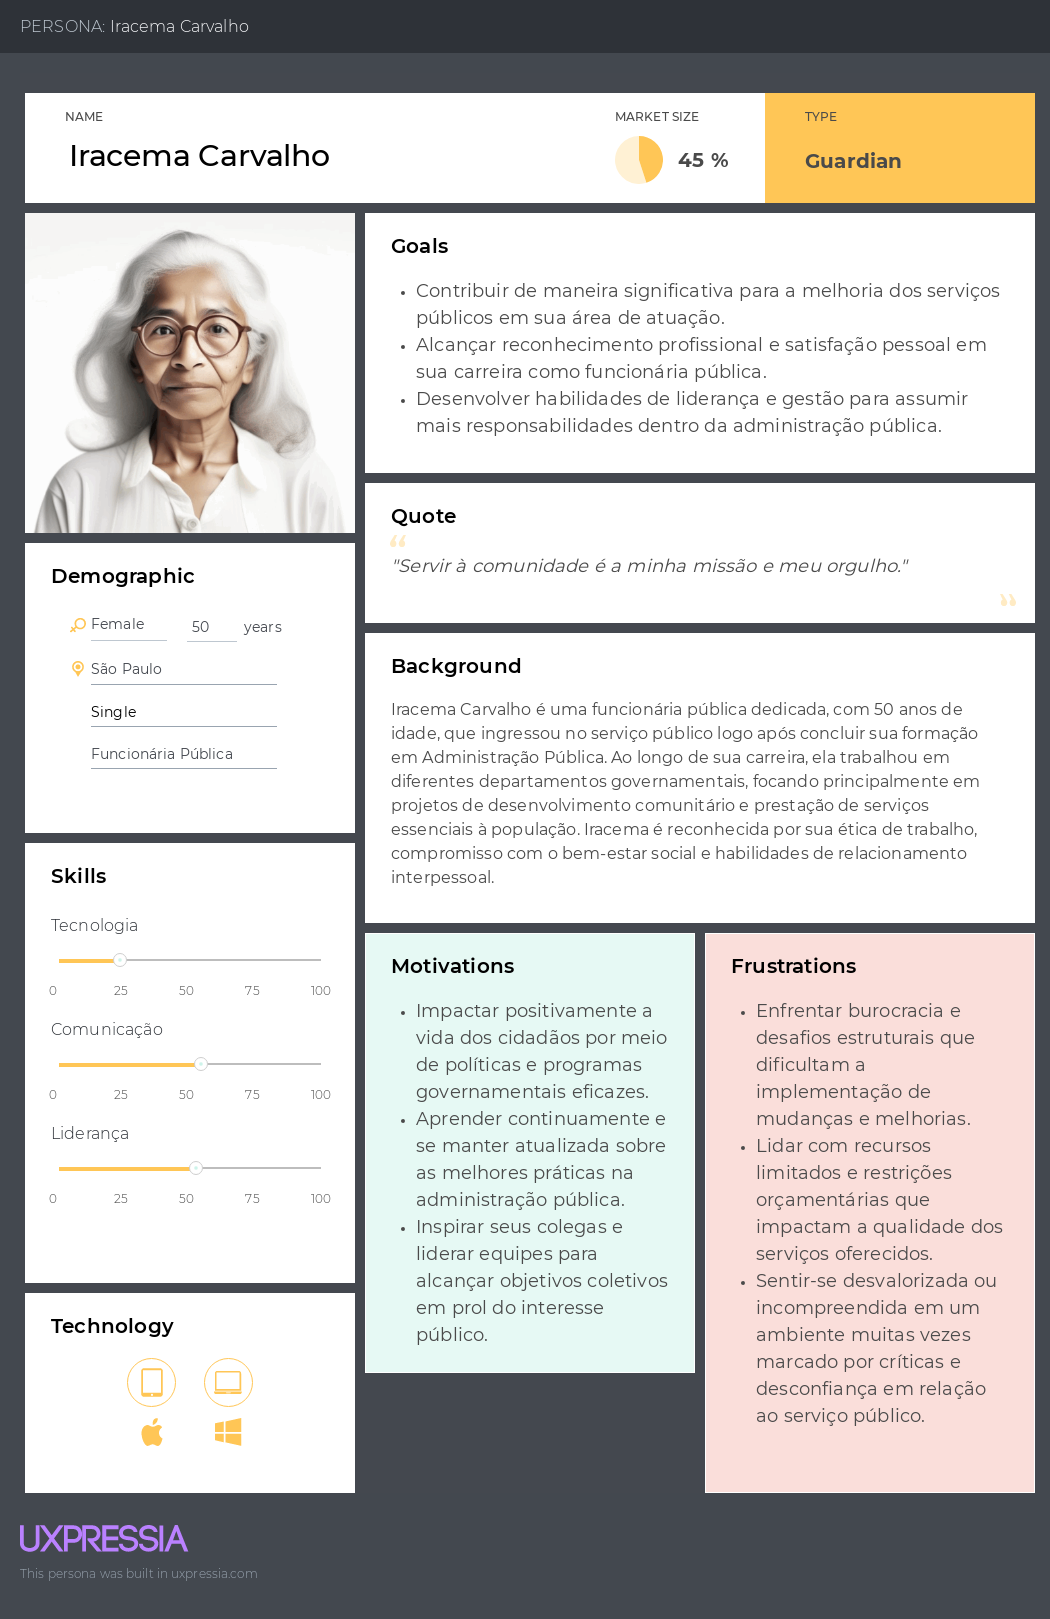 PERSONA: Iracema Carvalho
NAME
Iracema Carvalho
MARKET SIZE
45 %
TYPE
Guardian
Goals
• Contribuir de maneira significativa para a melhoria dos serviços
públicos em sua área de atuação.
• Alcançar reconhecimento profissional e satisfação pessoal em
sua carreira como funcionária pública.
• Desenvolver habilidades de liderança e gestão para assumir
mais responsabilidades dentro da administração pública.
Quote
“
"Servir à comunidade é a minha missão e meu orgulho."
”
Demographic
Female
50 years
São Paulo
Single
Funcionária Pública
Background
Iracema Carvalho é uma funcionária pública dedicada, com 50 anos de
idade, que ingressou no serviço público logo após concluir sua formação
em Administração Pública. Ao longo de sua carreira, ela trabalhou em
diferentes departamentos governamentais, focando principalmente em
projetos de desenvolvimento comunitário e prestação de serviços
essenciais à população. Iracema é reconhecida por sua ética de trabalho,
compromisso com o bem-estar social e habilidades de relacionamento
interpessoal.
Skills
Tecnologia
0 25 50 75 100
Comunicação
0 25 50 75 100
Liderança
0 25 50 75 100
Technology
Motivations
• Impactar positivamente a
vida dos cidadãos por meio
de políticas e programas
governamentais eficazes.
• Aprender continuamente e
se manter atualizada sobre
as melhores práticas na
administração pública.
• Inspirar seus colegas e
liderar equipes para
alcançar objetivos coletivos
em prol do interesse
público.
Frustrations
• Enfrentar burocracia e
desafios estruturais que
dificultam a
implementação de
mudanças e melhorias.
• Lidar com recursos
limitados e restrições
orçamentárias que
impactam a qualidade dos
serviços oferecidos.
• Sentir-se desvalorizada ou
incompreendida em um
ambiente muitas vezes
marcado por críticas e
desconfiança em relação
ao serviço público.
UXPRESSIA
This persona was built in uxpressia.com